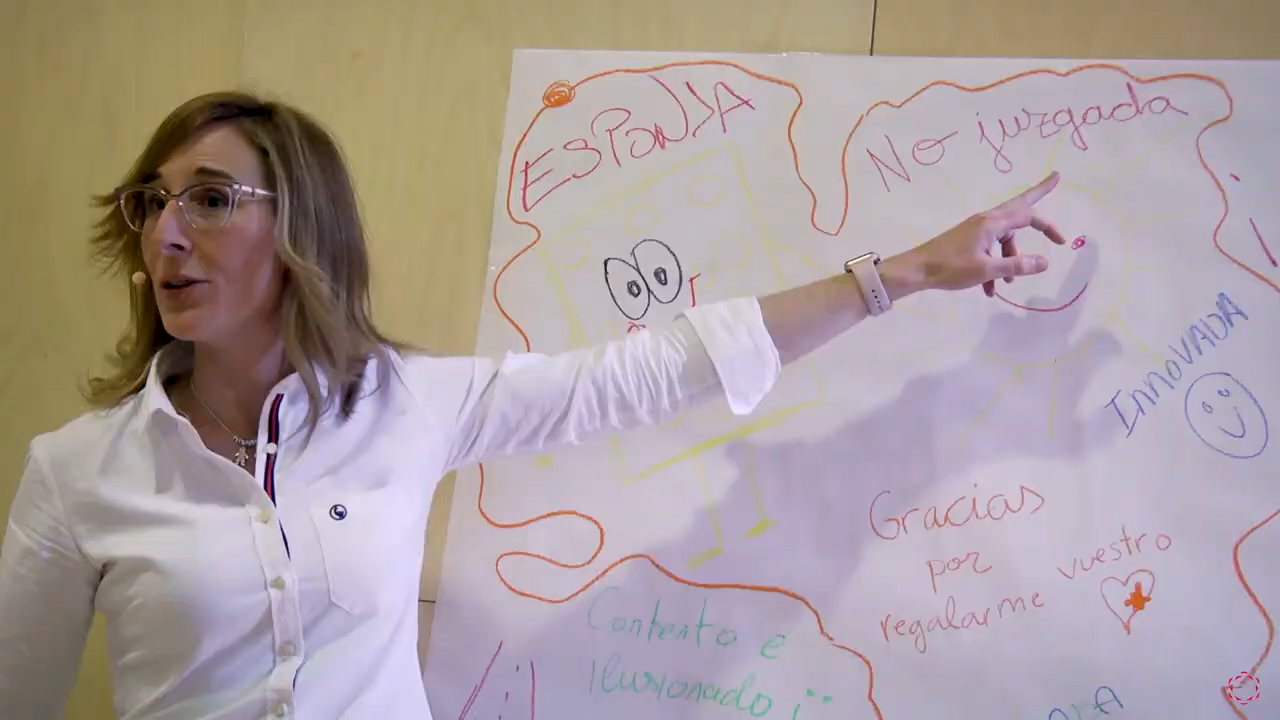 ESPONJA
No juzgada
InnoVADA
Gracias
por vuestro
regalarme
Contento e
Ilusionado